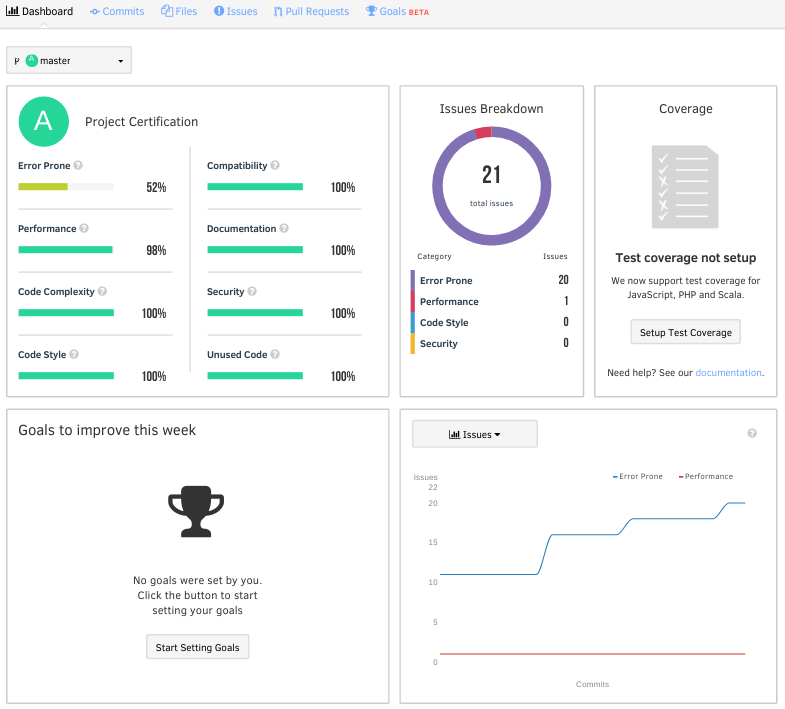 Dashboard Commits Files Issues Pull Requests Goals BETA
A master
A Project Certification
Error Prone ?
52%
Compatibility ?
100%
Performance ?
98%
Documentation ?
100%
Code Complexity ?
100%
Security ?
100%
Code Style ?
100%
Unused Code ?
100%
Issues Breakdown
21
total issues
Category Issues
Error Prone 20
Performance 1
Code Style 0
Security 0
Coverage
Test coverage not setup
We now support test coverage for
JavaScript, PHP and Scala.
Setup Test Coverage
Need help? See our documentation.
Goals to improve this week
No goals were set by you.
Click the button to start
setting your goals
Start Setting Goals
Issues
?
Error Prone Performance
Issues
22
20
15
10
5
0
Commits